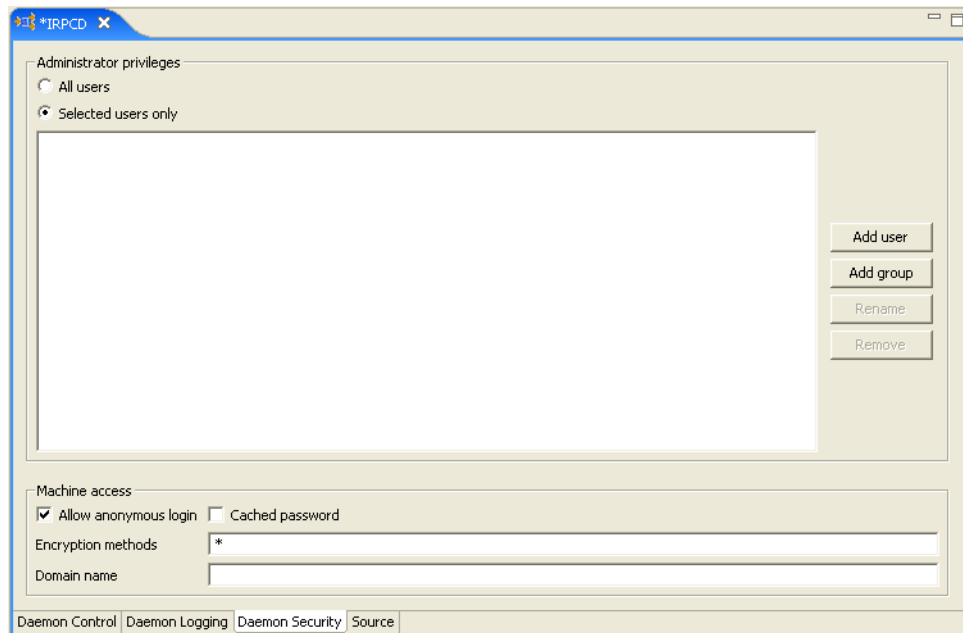 *IRPCD
Administrator privileges
All users
Selected users only
Add user
Add group
Rename
Remove
Machine access
Allow anonymous login Cached password
Encryption methods *
Domain name
Daemon Control Daemon Logging Daemon Security Source